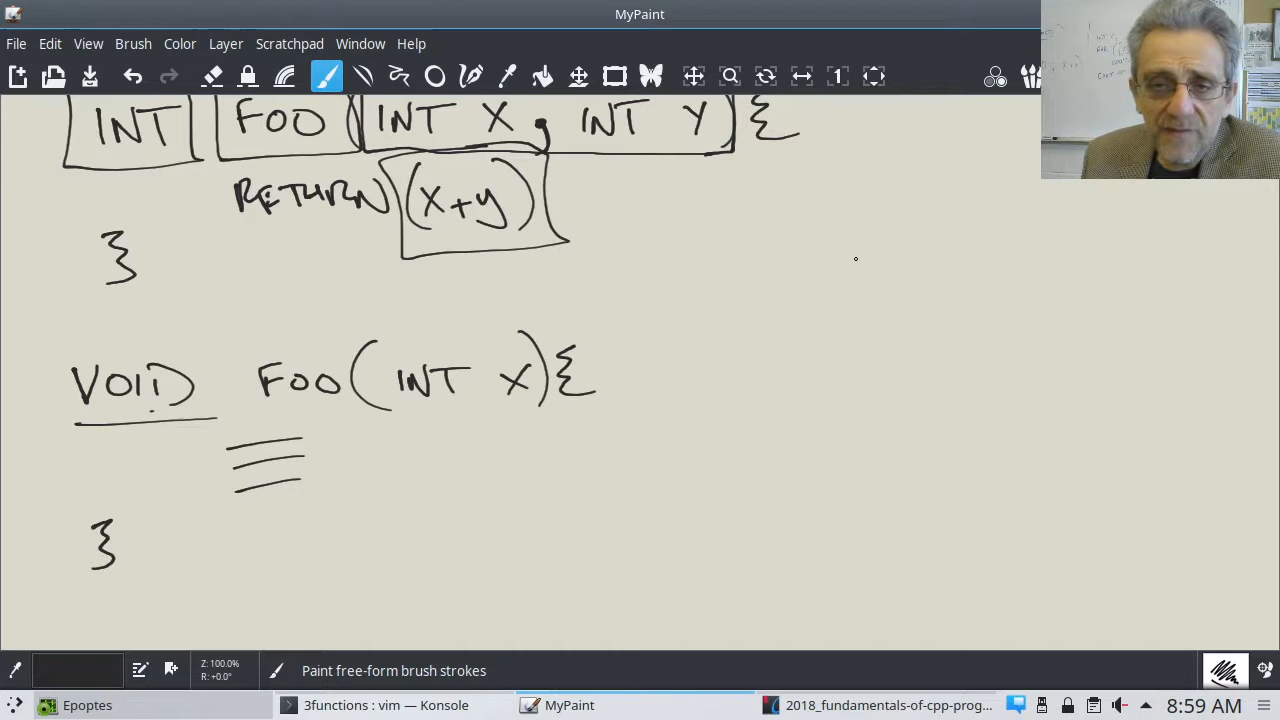 MyPaint
File Edit View Brush Color Layer Scratchpad Window Help
1
INT FOO (INT X, INT Y) {
RETURN (X+Y)
}
VOID FOO (INT X) {
}
Z: 100.0%
R: +0.0°
Paint free-form brush strokes
Epoptes 3functions : vim — Konsole MyPaint 2018_fundamentals-of-cpp-prog... 8:59 AM